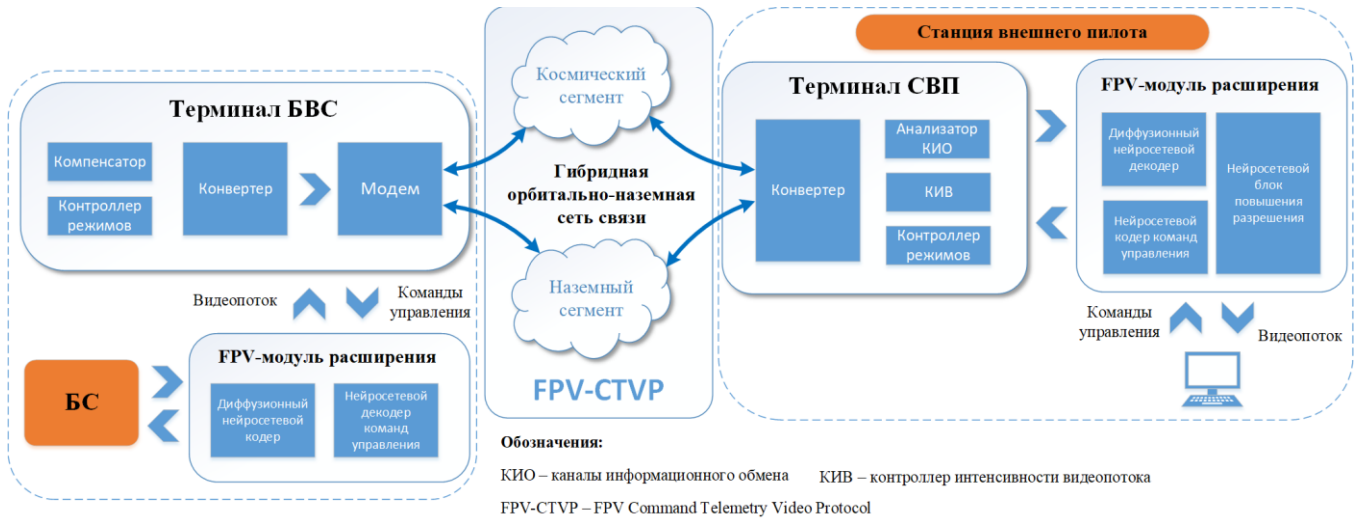 Терминал БВС
Компенсатор
Контроллер
режимов
Конвертер
Модем
Видеопоток
Команды
управления
БС
FPV-модуль расширения
Диффузионный
нейросетевой
кодер
Нейросетевой
декодер
команд
управления
Космический
сегмент
Гибридная
орбитально-наземная
сеть связи
Наземный
сегмент
FPV-CTVP
Станция внешнего пилота
Терминал СВП
Конвертер
Анализатор
КИО
КИВ
Контроллер
режимов
FPV-модуль расширения
Диффузионный
нейросетевой
декодер
Нейросетевой
кодер команд
управления
Нейросетевой
блок
повышения
разрешения
Команды
управления
Видеопоток
Обозначения:
КИО – каналы информационного обмена КИВ – контроллер интенсивности видеопотока
FPV-CTVP – FPV Command Telemetry Video Protocol